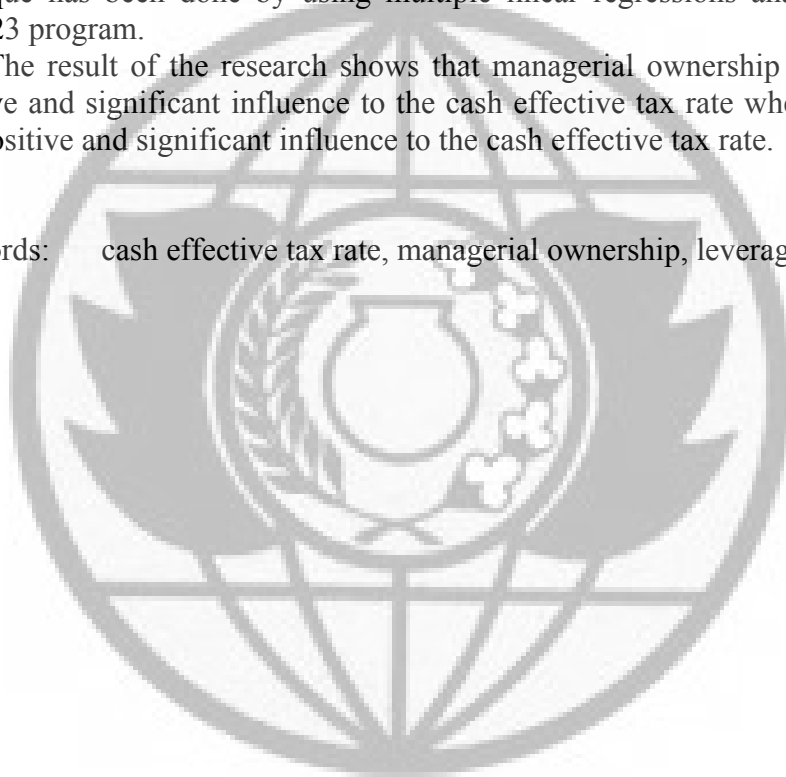 que has been done by using multiple linear regressions an
23 program.
The result of the research shows that managerial ownership
ve and significant influence to the cash effective tax rate wh
ositive and significant influence to the cash effective tax rate.
rds: cash effective tax rate, managerial ownership, leverag